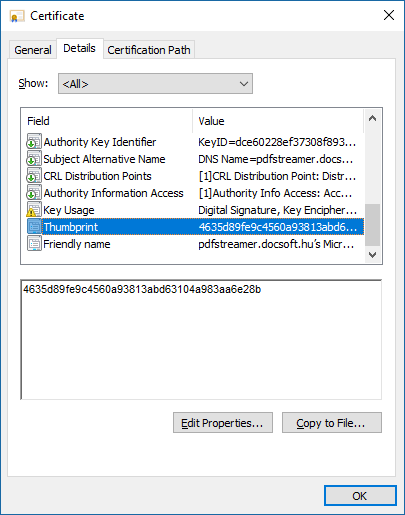 Certificate
General Details Certification Path
Show: <All>
Field Value
Authority Key Identifier KeyID=dce60228ef37308f893...
Subject Alternative Name DNS Name=pdfstreamer.docs...
CRL Distribution Points [1]CRL Distribution Point: Distr...
Authority Information Access [1]Authority Info Access: Acc...
Key Usage Digital Signature, Key Encipher...
Thumbprint 4635d89fe9c4560a93813abd6...
Friendly name pdfstreamer.docsoft.hu's Micr...
4635d89fe9c4560a93813abd63104a983aa6e28b
Edit Properties... Copy to File...
OK